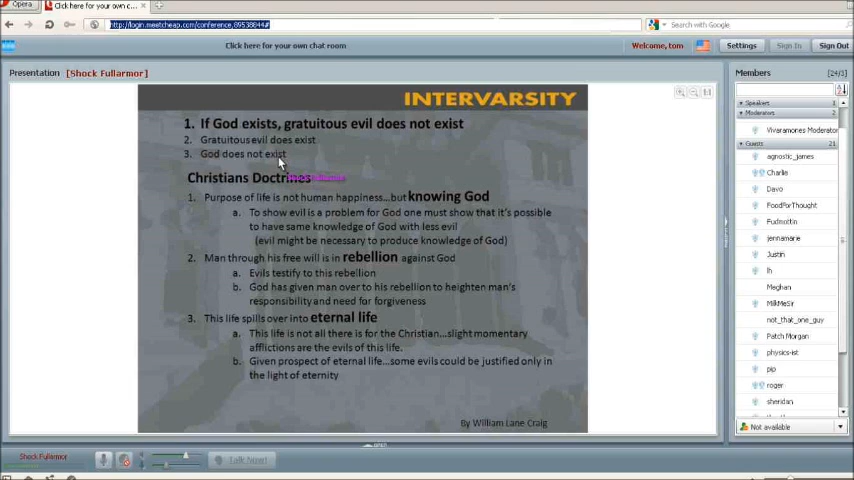 Opera
Click here for your own c...
http://login.meetcheap.com/conference,89538844#
Search with Google
Click here for your own chat room
Welcome, tom
Settings
Sign In
Sign Out
Presentation [Shock Fullarmor]
INTERVARSITY
1. If God exists, gratuitous evil does not exist
2. Gratuitous evil does exist
3. God does not exist
Christians Doctrines
1. Purpose of life is not human happiness...but knowing God
a. To show evil is a problem for God one must show that it's possible
to have same knowledge of God with less evil
(evil might be necessary to produce knowledge of God)
2. Man through his free will is in rebellion against God
a. Evils testify to this rebellion
b. God has given man over to his rebellion to heighten man's
responsibility and need for forgiveness
3. This life spills over into eternal life
a. This life is not all there is for the Christian...slight momentary
afflictions are the evils of this life.
b. Given prospect of eternal life...some evils could be justified only in
the light of eternity
By William Lane Craig
Members
[24/3]
Speakers 1
Moderators 2
Vivaramones Moderator
Guests 21
agnostic_james
Charlie
Davo
FoodForThought
Fudmottin
jennamarie
Justin
lh
Meghan
MilkMeSir
not_that_one_guy
Patch Morgan
physics-ist
pip
roger
sheridan
Not available
Shock Fullarmor
Talk Now!